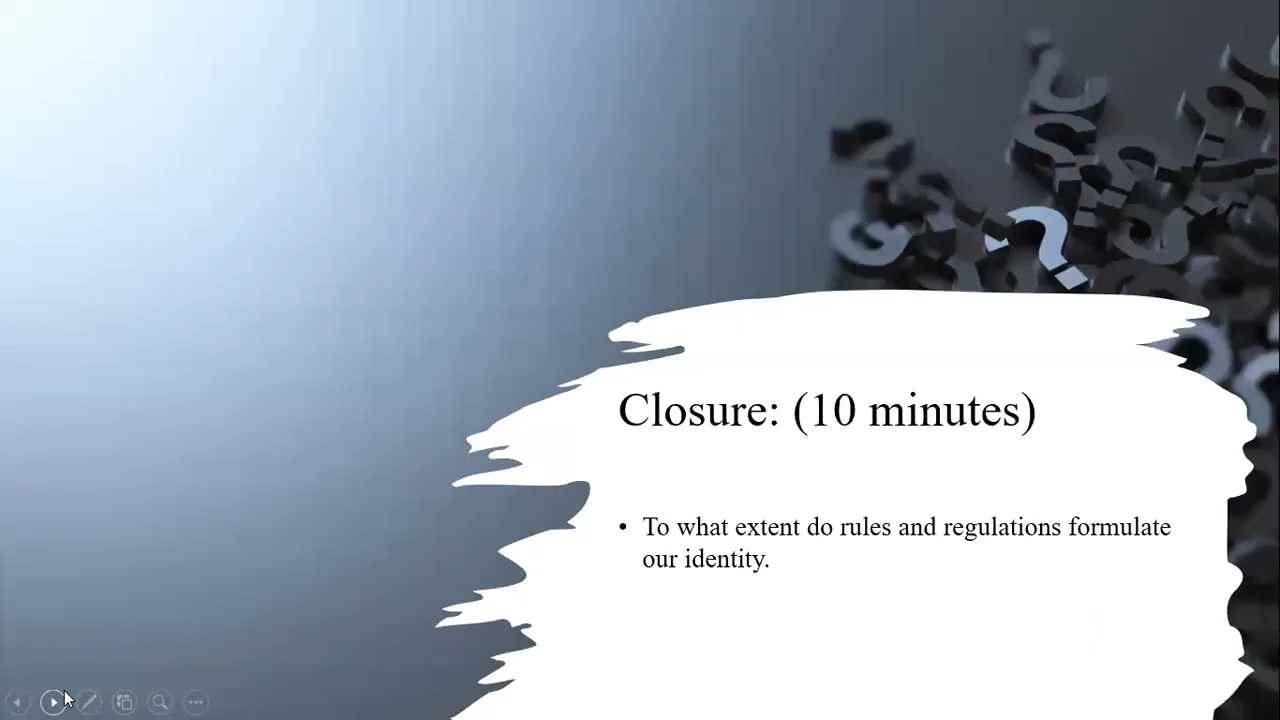 Closure: (10 minutes)
• To what extent do rules and regulations formulate
our identity.